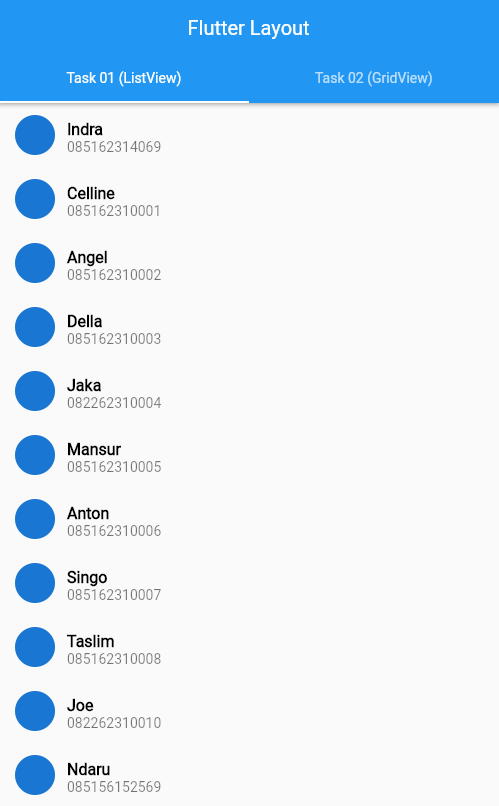 Flutter Layout
Task 01 (ListView) Task 02 (GridView)
Indra
085162314069
Celline
085162310001
Angel
085162310002
Della
085162310003
Jaka
082262310004
Mansur
085162310005
Anton
085162310006
Singo
085162310007
Taslim
085162310008
Joe
082262310010
Ndaru
085156152569